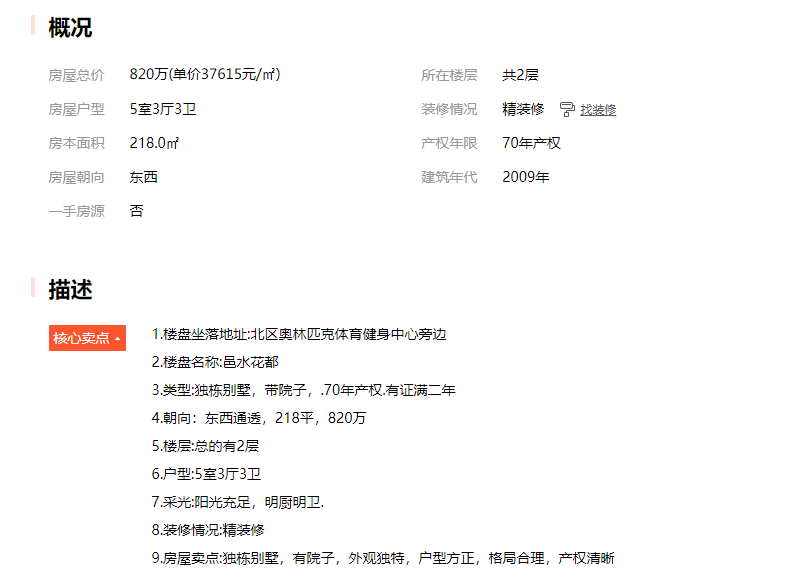 概况
房屋总价 820万(单价37615元/㎡) 所在楼层 共2层
房屋户型 5室3厅3卫 装修情况 精装修 找装修
房本面积 218.0㎡ 产权年限 70年产权
房屋朝向 东西 建筑年代 2009年
一手房源 否
描述
核心卖点
1.楼盘坐落地址:北区奥林匹克体育健身中心旁边
2.楼盘名称:邑水花都
3.类型:独栋别墅，带院子，.70年产权.有证满二年
4.朝向：东西通透，218平，820万
5.楼层:总的有2层
6.户型:5室3厅3卫
7.采光:阳光充足，明厨明卫.
8.装修情况:精装修
9.房屋卖点:独栋别墅，有院子，外观独特，户型方正，格局合理，产权清晰